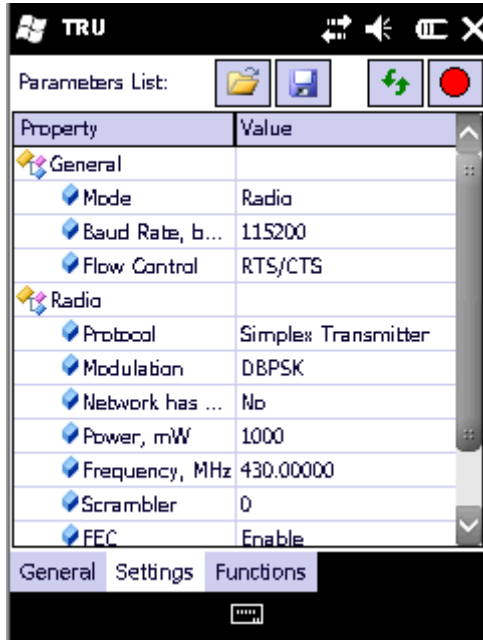 TRU
Parameters List:
Property Value
General
Mode Radio
Baud Rate, b... 115200
Flow Control RTS/CTS
Radio
Protocol Simplex Transmitter
Modulation DBPSK
Network has ... No
Power, mW 1000
Frequency, MHz 430.00000
Scrambler 0
FEC Enable
General Settings Functions